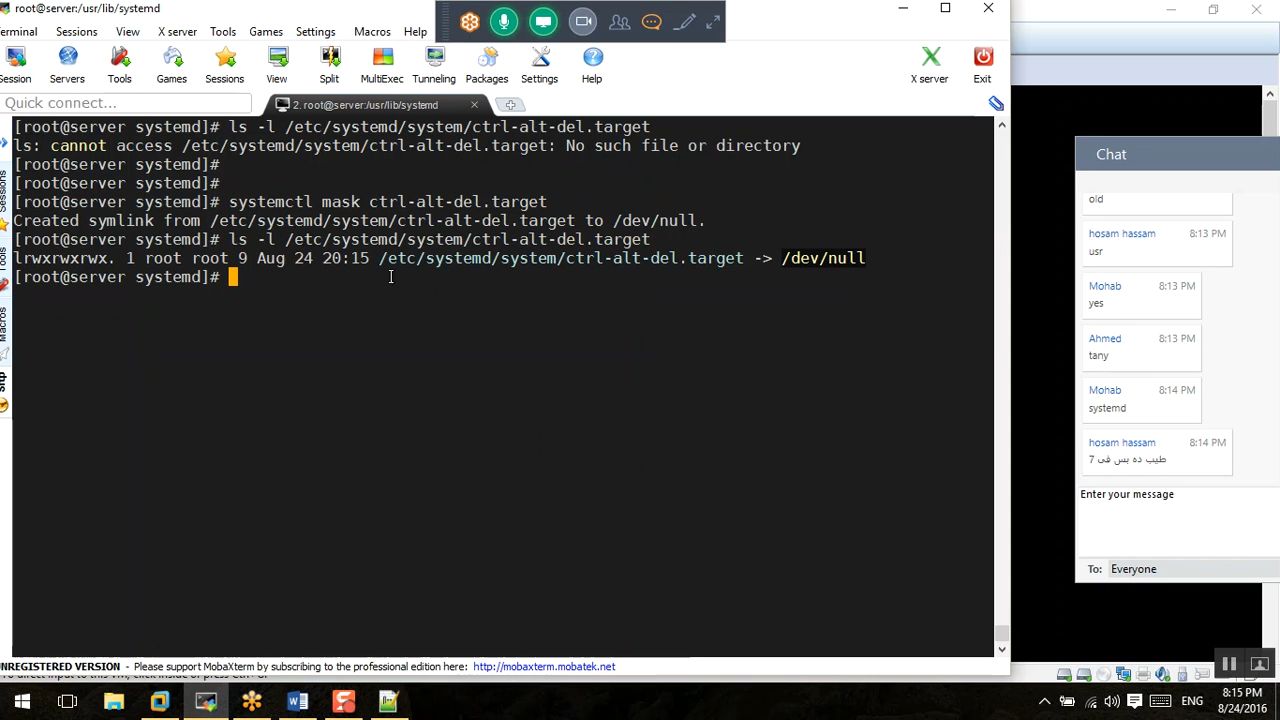 root@server:/usr/lib/systemd
Terminal Sessions View X server Tools Games Settings Macros Help
Session Servers Tools Games Sessions View Split MultiExec Tunneling Packages Settings Help X server Exit
Quick connect...
2. root@server:/usr/lib/systemd
[root@server systemd]# ls -l /etc/systemd/system/ctrl-alt-del.target
ls: cannot access /etc/systemd/system/ctrl-alt-del.target: No such file or directory
[root@server systemd]#
[root@server systemd]#
[root@server systemd]# systemctl mask ctrl-alt-del.target
Created symlink from /etc/systemd/system/ctrl-alt-del.target to /dev/null.
[root@server systemd]# ls -l /etc/systemd/system/ctrl-alt-del.target
lrwxrwxrwx. 1 root root 9 Aug 24 20:15 /etc/systemd/system/ctrl-alt-del.target -> /dev/null
[root@server systemd]#
Sessions
Tools
Macros
Sftp
Chat
old
hosam hassam 8:13 PM
usr
Mohab 8:13 PM
yes
Ahmed 8:13 PM
tany
Mohab 8:14 PM
systemd
hosam hassam 8:14 PM
طيب ده بس فى 7
Enter your message
To: Everyone
UNREGISTERED VERSION - Please support MobaXterm by subscribing to the professional edition here: http://mobaxterm.mobatek.net
ENG
8:15 PM
8/24/2016